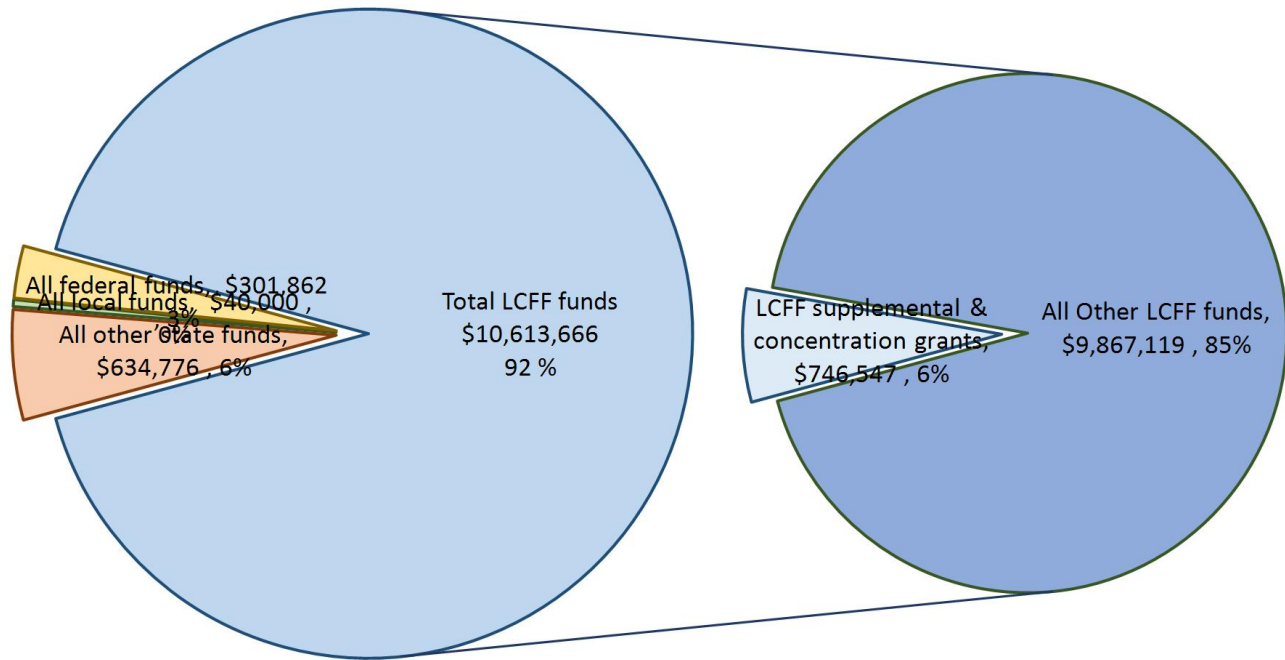 All federal funds, $301,862 ,
3%
All local funds, $40,000 ,
0%
All other state funds,
$634,776 , 6%
Total LCFF funds
$10,613,666
92 %
LCFF supplemental &
concentration grants,
$746,547 , 6%
All Other LCFF funds,
$9,867,119 , 85%